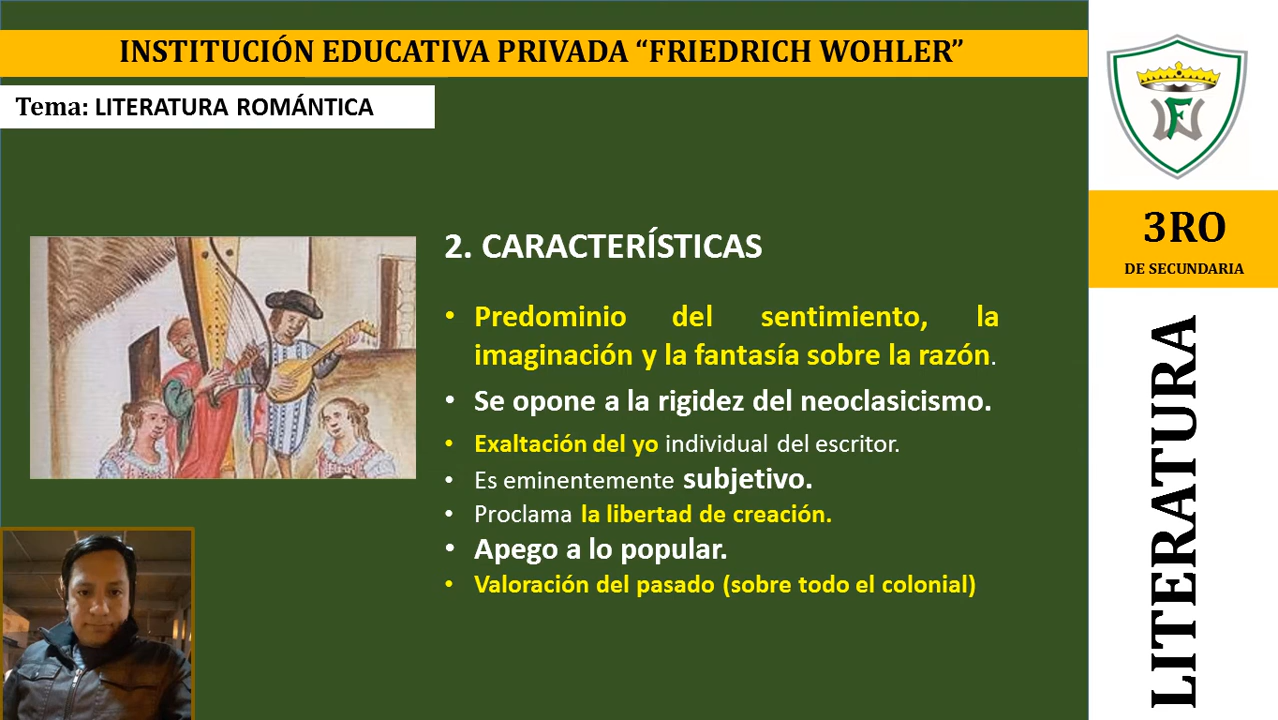 INSTITUCIÓN EDUCATIVA PRIVADA “FRIEDRICH WOHLER”
Tema: LITERATURA ROMÁNTICA
FW
3RO
DE SECUNDARIA
LITERATURA
2. CARACTERÍSTICAS
• Predominio del sentimiento, la
imaginación y la fantasía sobre la razón.
• Se opone a la rigidez del neoclasicismo.
• Exaltación del yo individual del escritor.
• Es eminentemente subjetivo.
• Proclama la libertad de creación.
• Apego a lo popular.
• Valoración del pasado (sobre todo el colonial)